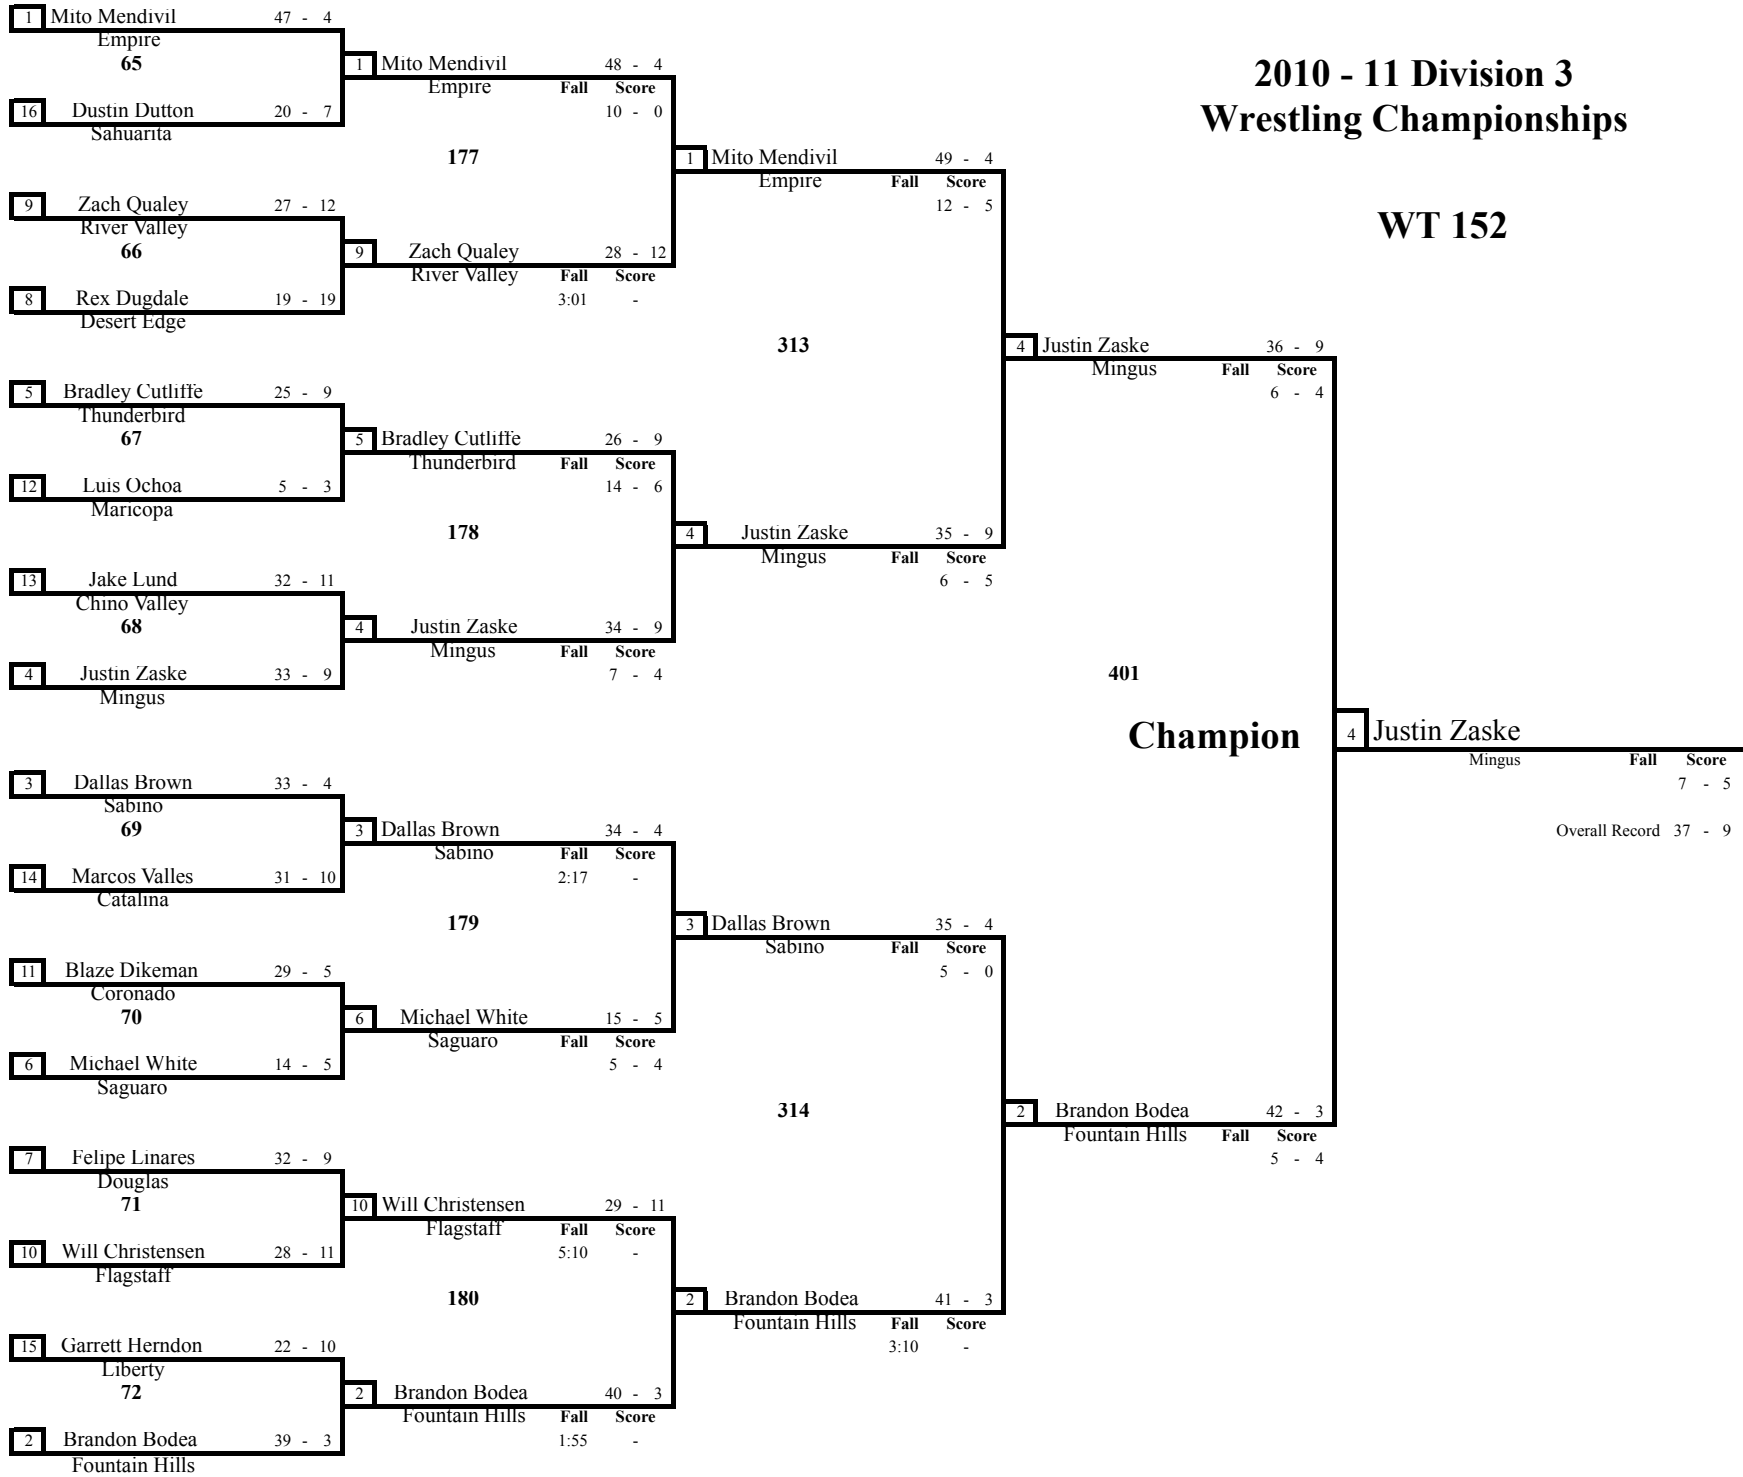 2010 - 11 Division 3
Wrestling Championships
WT 152
1 Mito Mendivil 47 - 4
Empire
65
16 Dustin Dutton 20 - 7
Sahuarita
9 Zach Qualey 27 - 12
River Valley
66
8 Rex Dugdale 19 - 19
Desert Edge
5 Bradley Cutliffe 25 - 9
Thunderbird
67
12 Luis Ochoa 5 - 3
Maricopa
13 Jake Lund 32 - 11
Chino Valley
68
4 Justin Zaske 33 - 9
Mingus
3 Dallas Brown 33 - 4
Sabino
69
14 Marcos Valles 31 - 10
Catalina
11 Blaze Dikeman 29 - 5
Coronado
70
6 Michael White 14 - 5
Saguaro
7 Felipe Linares 32 - 9
Douglas
71
10 Will Christensen 28 - 11
Flagstaff
15 Garrett Herndon 22 - 10
Liberty
72
2 Brandon Bodea 39 - 3
Fountain Hills
1 Mito Mendivil 48 - 4
Empire Fall Score
10 - 0
177
9 Zach Qualey 28 - 12
River Valley Fall Score
3:01 -
5 Bradley Cutliffe 26 - 9
Thunderbird Fall Score
14 - 6
178
4 Justin Zaske 34 - 9
Mingus Fall Score
7 - 4
3 Dallas Brown 34 - 4
Sabino Fall Score
2:17 -
179
6 Michael White 15 - 5
Saguaro Fall Score
5 - 4
10 Will Christensen 29 - 11
Flagstaff Fall Score
5:10 -
180
2 Brandon Bodea 40 - 3
Fountain Hills Fall Score
1:55 -
1 Mito Mendivil 49 - 4
Empire Fall Score
12 - 5
313
4 Justin Zaske 35 - 9
Mingus Fall Score
6 - 5
3 Dallas Brown 35 - 4
Sabino Fall Score
5 - 0
314
2 Brandon Bodea 41 - 3
Fountain Hills Fall Score
3:10 -
4 Justin Zaske 36 - 9
Mingus Fall Score
6 - 4
401
2 Brandon Bodea 42 - 3
Fountain Hills Fall Score
5 - 4
Champion 4 Justin Zaske
Mingus Fall Score
7 - 5
Overall Record 37 - 9